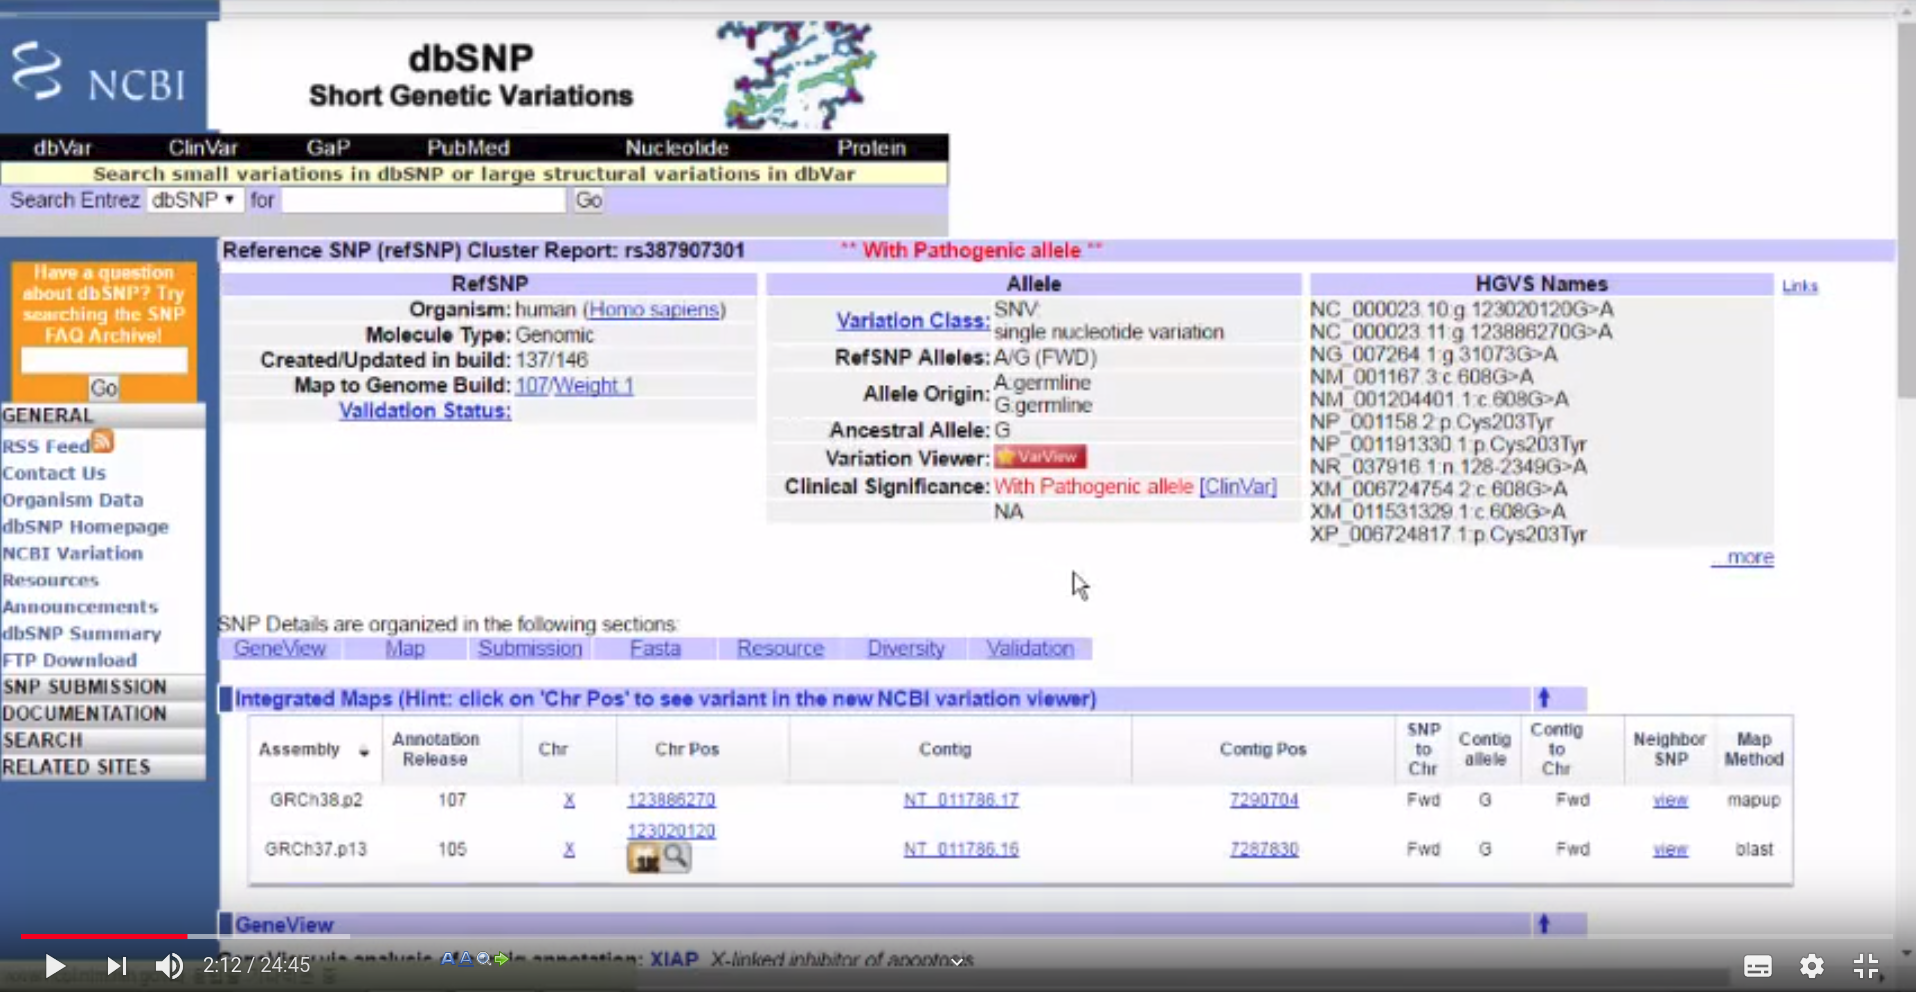 NCBI
dbSNP
Short Genetic Variations
dbVar ClinVar GaP PubMed Nucleotide Protein
Search small variations in dbSNP or large structural variations in dbVar
Search Entrez dbSNP for Go
Have a question
about dbSNP? Try
searching the SNP
FAQ Archive!
Go
GENERAL
RSS Feed
Contact Us
Organism Data
dbSNP Homepage
NCBI Variation
Resources
Announcements
dbSNP Summary
FTP Download
SNP SUBMISSION
DOCUMENTATION
SEARCH
RELATED SITES
Reference SNP (refSNP) Cluster Report: rs387907301 ** With Pathogenic allele **
RefSNP
Organism: human (Homo sapiens)
Molecule Type: Genomic
Created/Updated in build: 137/146
Map to Genome Build: 107/Weight 1
Validation Status:
Allele
Variation Class: SNV:
single nucleotide variation
RefSNP Alleles: A/G (FWD)
Allele Origin: A:germline
G:germline
Ancestral Allele: G
Variation Viewer: VarView
Clinical Significance: With Pathogenic allele [ClinVar]
NA
HGVS Names
Links
NC_000023.10:g.123020120G>A
NC_000023.11:g.123886270G>A
NG_007264.1:g.31073G>A
NM_001167.3:c.608G>A
NM_001204401.1:c.608G>A
NP_001158.2:p.Cys203Tyr
NP_001191330.1:p.Cys203Tyr
NR_037916.1:n.128-2349G>A
XM_006724754.2:c.608G>A
XM_011531329.1:c.608G>A
XP_006724817.1:p.Cys203Tyr
...more
SNP Details are organized in the following sections:
GeneView Map Submission Fasta Resource Diversity Validation
Integrated Maps (Hint: click on 'Chr Pos' to see variant in the new NCBI variation viewer)
Assembly Annotation Release Chr Chr Pos Contig Contig Pos SNP to Chr Contig allele Contig to Chr Neighbor SNP Map Method
GRCh38.p2 107 X 123886270 NT_011786.17 7290704 Fwd G Fwd view mapup
GRCh37.p13 105 X 123020120 NT_011786.16 7287830 Fwd G Fwd view blast
GeneView
GeneView via analysis of contig annotation: XIAP X-linked inhibitor of apoptosis
2:12 / 24:45